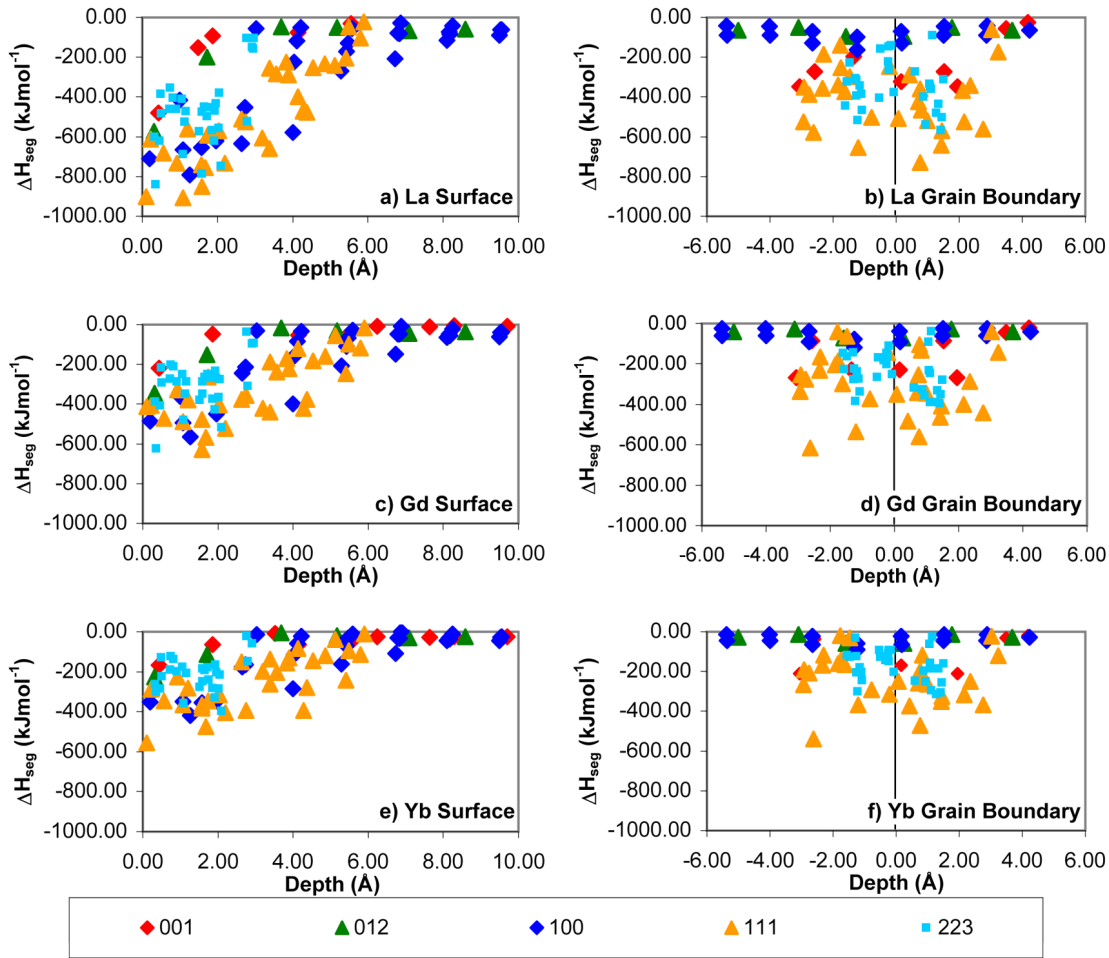 0.00
-200.00
-400.00
-600.00
-800.00
-1000.00
ΔHseg (kJmol-1)
a) La Surface
0.00 2.00 4.00 6.00 8.00 10.00
Depth (Å)
0.00
-200.00
-400.00
-600.00
-800.00
-1000.00
ΔHseg (kJmol-1)
b) La Grain Boundary
-6.00 -4.00 -2.00 0.00 2.00 4.00 6.00
Depth (Å)
0.00
-200.00
-400.00
-600.00
-800.00
-1000.00
ΔHseg (kJmol-1)
c) Gd Surface
0.00 2.00 4.00 6.00 8.00 10.00
Depth (Å)
0.00
-200.00
-400.00
-600.00
-800.00
-1000.00
ΔHseg (kJmol-1)
d) Gd Grain Boundary
-6.00 -4.00 -2.00 0.00 2.00 4.00 6.00
Depth (Å)
0.00
-200.00
-400.00
-600.00
-800.00
-1000.00
ΔHseg (kJmol-1)
e) Yb Surface
0.00 2.00 4.00 6.00 8.00 10.00
Depth (Å)
0.00
-200.00
-400.00
-600.00
-800.00
-1000.00
ΔHseg (kJmol-1)
f) Yb Grain Boundary
-6.00 -4.00 -2.00 0.00 2.00 4.00 6.00
Depth (Å)
001 012 100 111 223